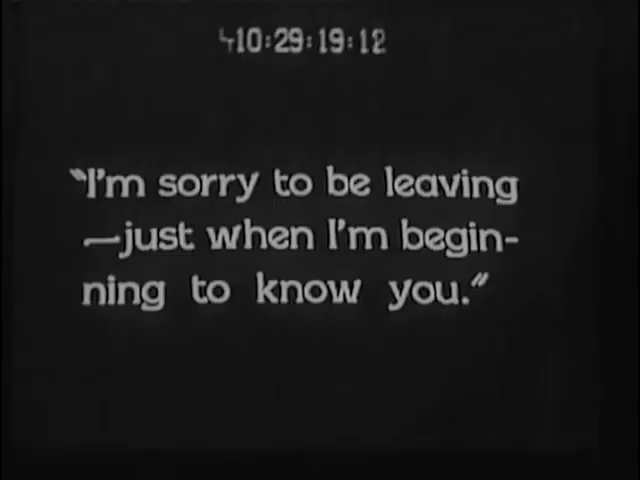 10:29:19:12
“I'm sorry to be leaving
—just when I'm begin-
ning to know you.”